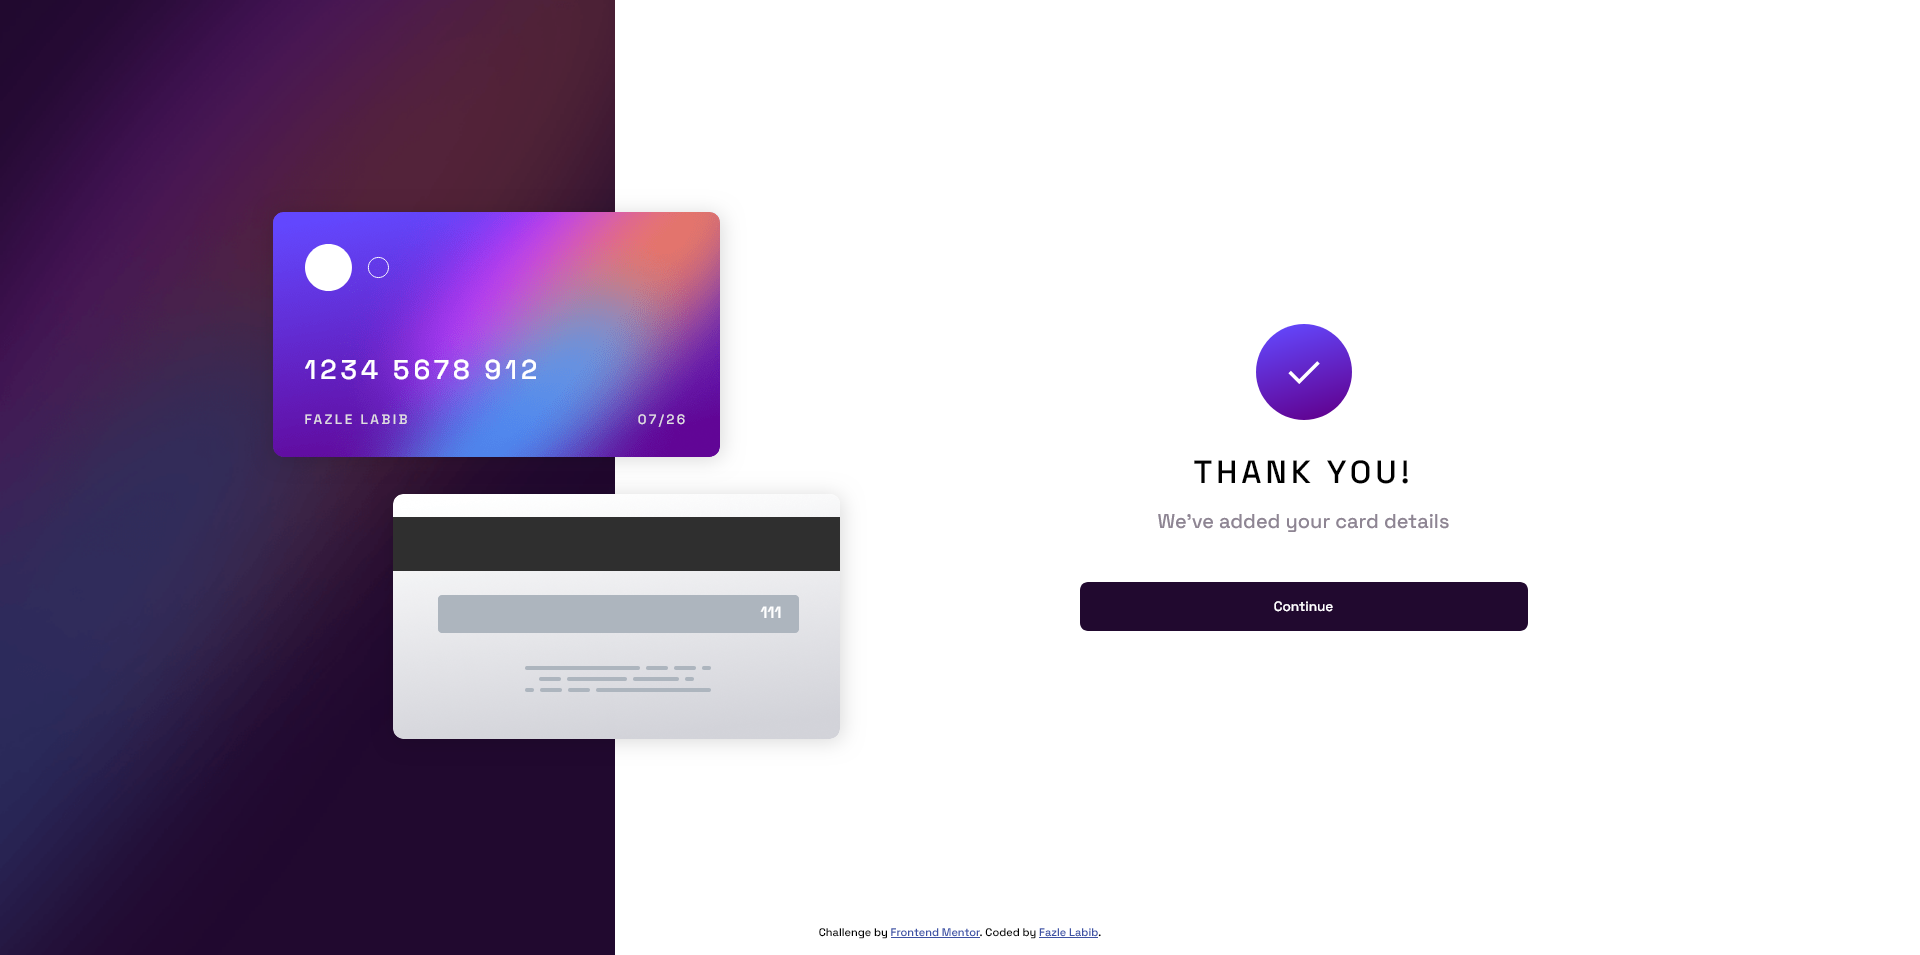 1234 5678 912
FAZLE LABIB 07/26
111
THANK YOU!
We've added your card details
Continue
Challenge by Frontend Mentor. Coded by Fazle Labib.